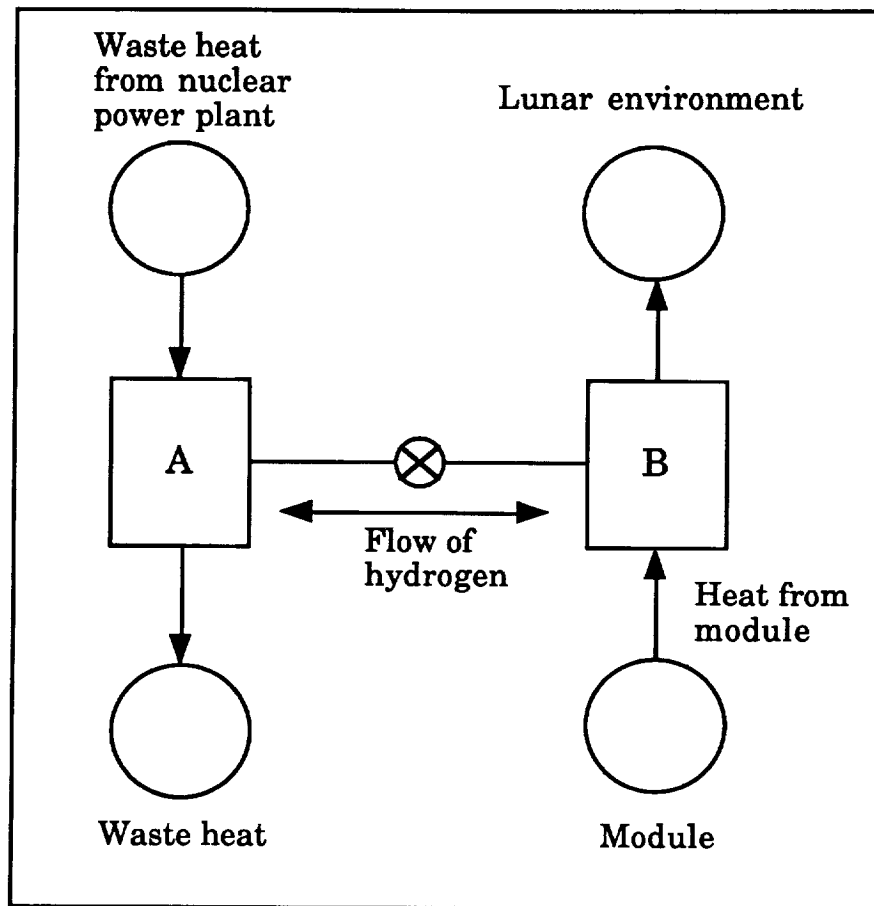 Waste heat
from nuclear
power plant
Lunar environment
A
B
Flow of
hydrogen
Heat from
module
Waste heat
Module